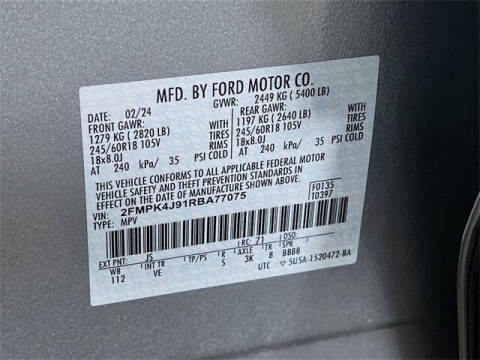 MFD. BY FORD MOTOR CO.
DATE: 02/24 GVWR: 2449 KG ( 5400 LB)
FRONT GAWR: REAR GAWR:
1279 KG ( 2820 LB) 1197 KG ( 2640 LB)
245/60R18 105V TIRES 245/60R18 105V TIRES
18x8.0J RIMS 18x8.0J RIMS
AT 240 kPa/ 35 PSI COLD AT 240 kPa/ 35 PSI COLD
THIS VEHICLE CONFORMS TO ALL APPLICABLE FEDERAL MOTOR
VEHICLE SAFETY AND THEFT PREVENTION STANDARDS IN
EFFECT ON THE DATE OF MANUFACTURE SHOWN ABOVE.
VIN: 2FMPK4J91RBA77075 F0135
TYPE: MPV T0397
EXT PNT: JS RC: 71 DSO:
WB INT TR TP/PS R AXLE TR SPR
112 VE S 3K 8 BBBB
UTC 5U5A-1520472-BA